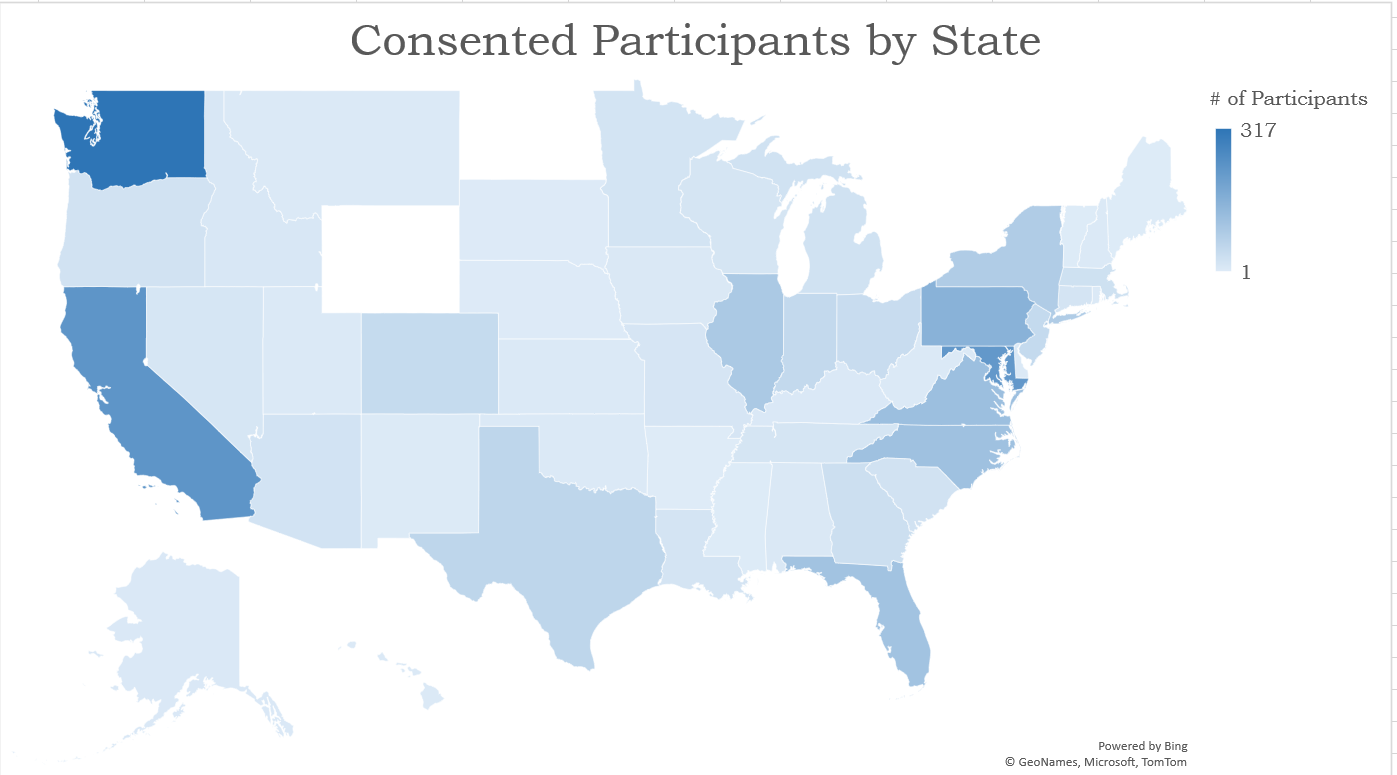 Consented Participants by State
# of Participants
317
1
Powered by Bing
© GeoNames, Microsoft, TomTom